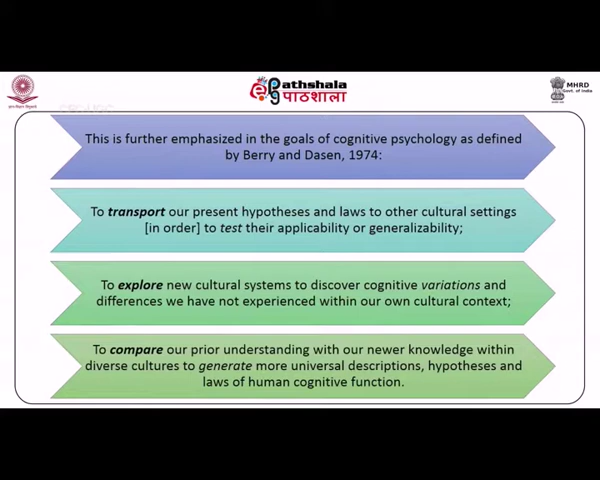 Pathshala
पाठशाला
MHRD
Govt. of India
This is further emphasized in the goals of cognitive psychology as defined
by Berry and Dasen, 1974:
To transport our present hypotheses and laws to other cultural settings
[in order] to test their applicability or generalizability;
To explore new cultural systems to discover cognitive variations and
differences we have not experienced within our own cultural context;
To compare our prior understanding with our newer knowledge within
diverse cultures to generate more universal descriptions, hypotheses and
laws of human cognitive function.